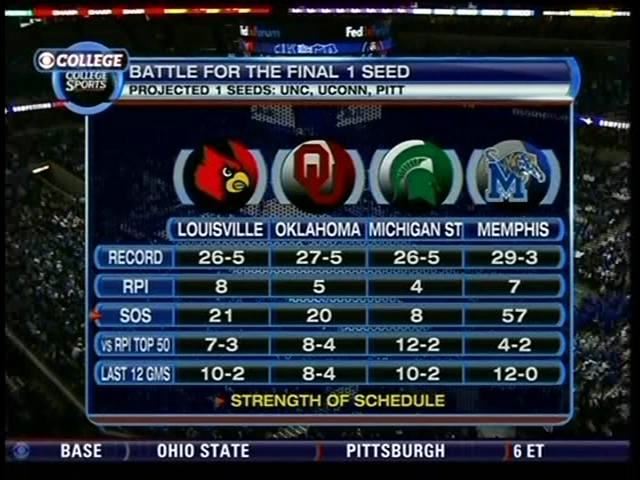 FedExForum
FedEx
COLLEGE
COLLEGE SPORTS
BATTLE FOR THE FINAL 1 SEED
PROJECTED 1 SEEDS: UNC, UCONN, PITT
OU
M
LOUISVILLE OKLAHOMA MICHIGAN ST MEMPHIS
RECORD 26-5 27-5 26-5 29-3
RPI 8 5 4 7
SOS 21 20 8 57
vs RPI TOP 50 7-3 8-4 12-2 4-2
LAST 12 GMS 10-2 8-4 10-2 12-0
STRENGTH OF SCHEDULE
BASE OHIO STATE PITTSBURGH 6 ET